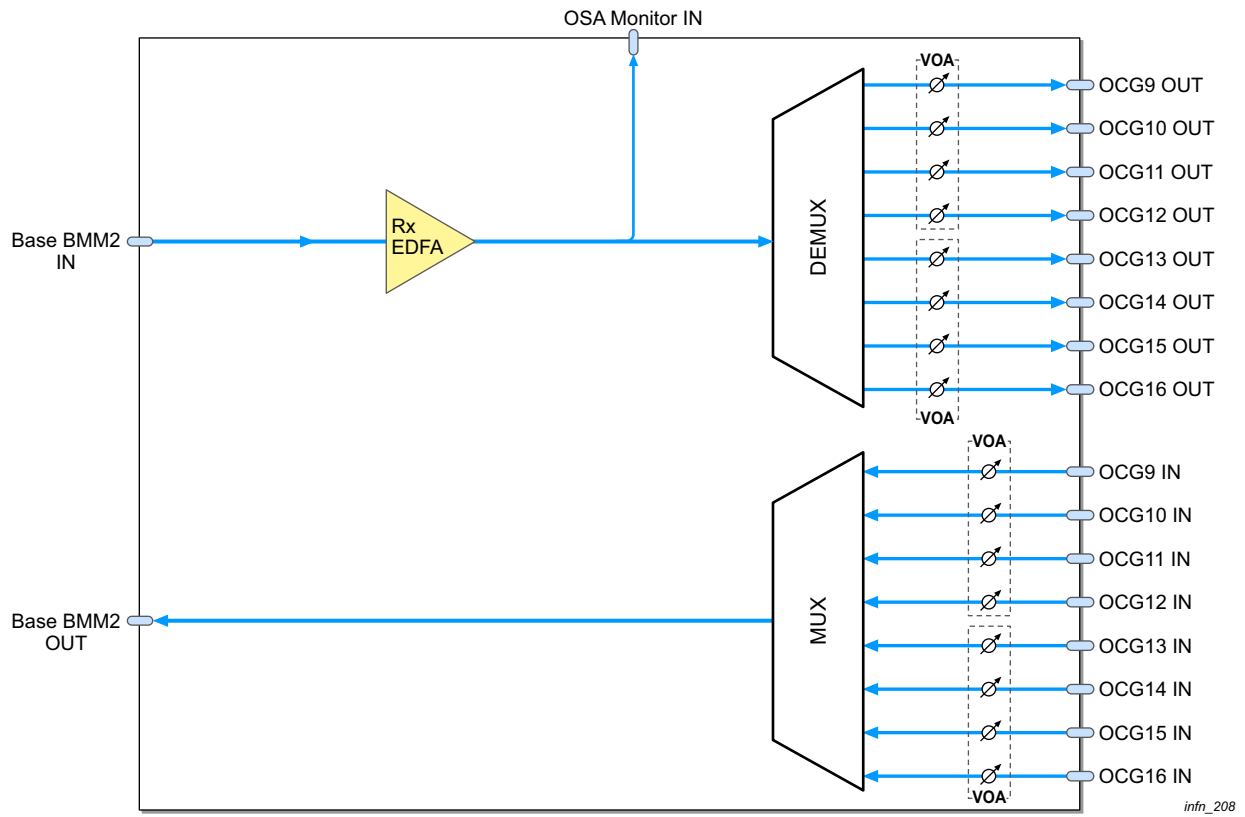 OSA Monitor IN
VOA
OCG9 OUT
OCG10 OUT
OCG11 OUT
OCG12 OUT
OCG13 OUT
OCG14 OUT
OCG15 OUT
OCG16 OUT
VOA
Base BMM2
IN
Rx
EDFA
DEMUX
VOA
OCG9 IN
OCG10 IN
OCG11 IN
OCG12 IN
OCG13 IN
OCG14 IN
OCG15 IN
OCG16 IN
VOA
Base BMM2
OUT
MUX
infn_208